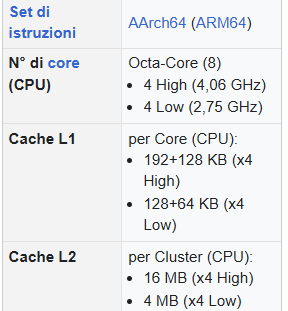 Set di
istruzioni
AArch64 (ARM64)
N° di core
(CPU)
Octa-Core (8)
• 4 High (4,06 GHz)
• 4 Low (2,75 GHz)
Cache L1
per Core (CPU):
• 192+128 KB (x4
High)
• 128+64 KB (x4
Low)
Cache L2
per Cluster (CPU):
• 16 MB (x4 High)
• 4 MB (x4 Low)